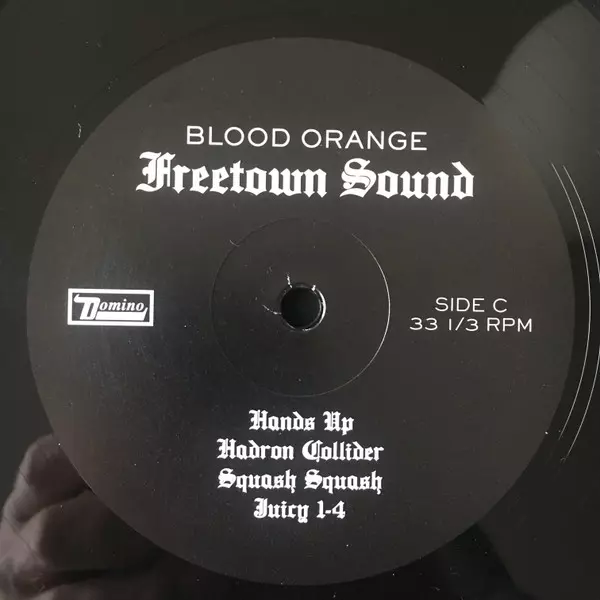 BLOOD ORANGE
Freetown Sound
Domino
SIDE C
33 1/3 RPM
Hands Up
Hadron Collider
Squash Squash
Juicy 1-4